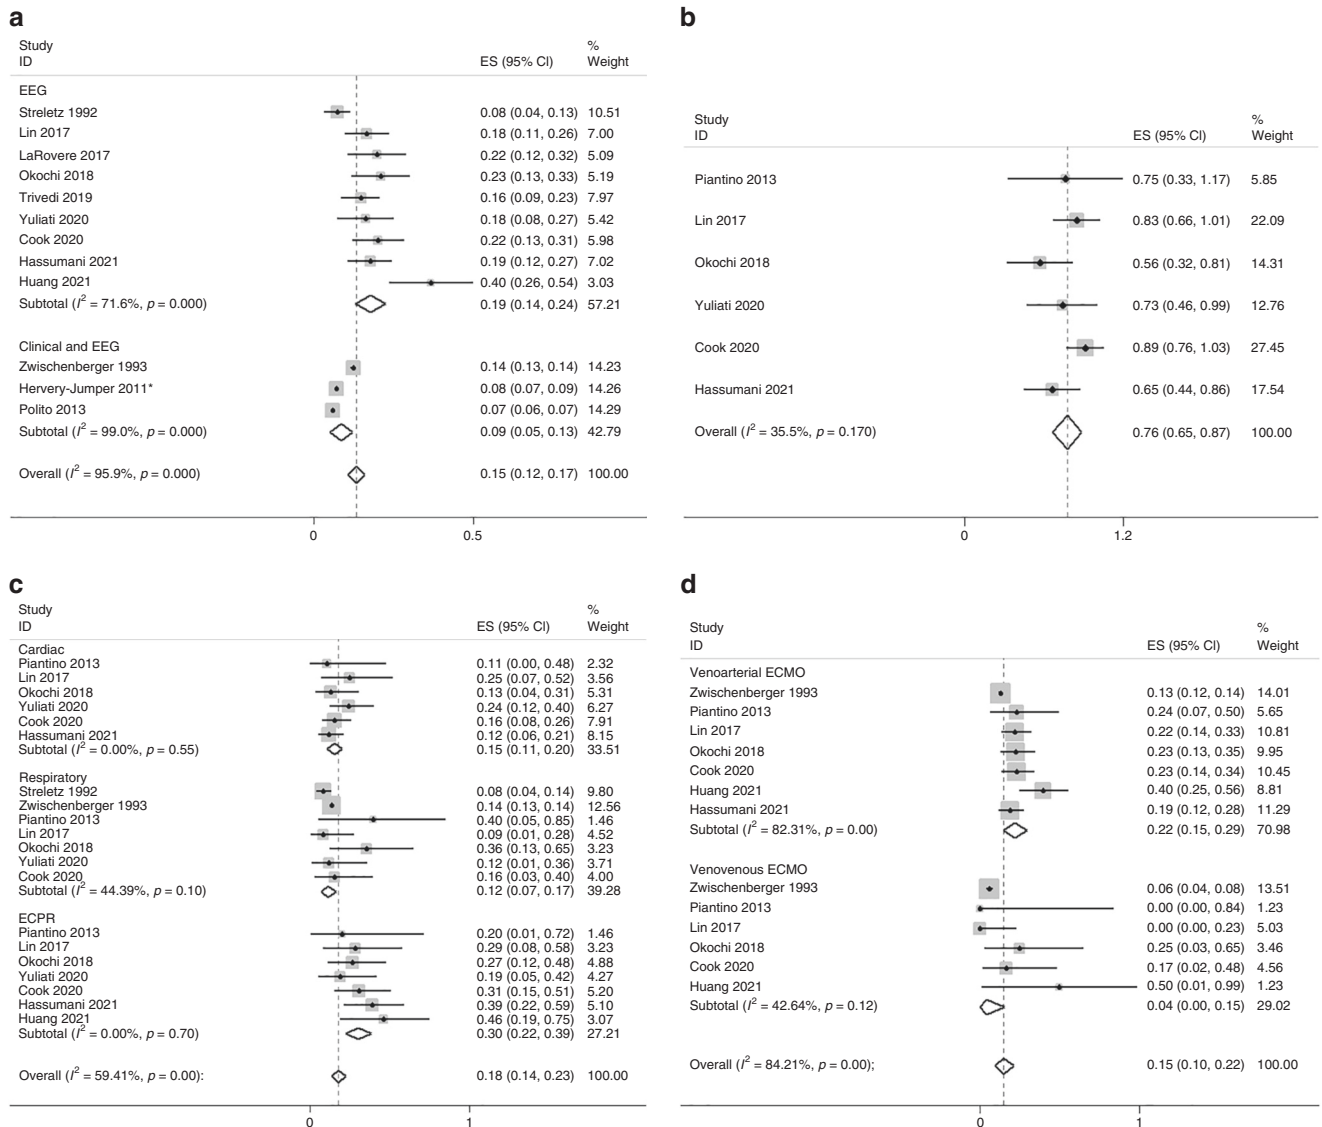 a
Study %
ID ES (95% CI) Weight
EEG
Streletz 1992 0.08 (0.04, 0.13) 10.51
Lin 2017 0.18 (0.11, 0.26) 7.00
LaRovere 2017 0.22 (0.12, 0.32) 5.09
Okochi 2018 0.23 (0.13, 0.33) 5.19
Trivedi 2019 0.16 (0.09, 0.23) 7.97
Yuliati 2020 0.18 (0.08, 0.27) 5.42
Cook 2020 0.22 (0.13, 0.31) 5.98
Hassumani 2021 0.19 (0.12, 0.27) 7.02
Huang 2021 0.40 (0.26, 0.54) 3.03
Subtotal (I² = 71.6%, p = 0.000) 0.19 (0.14, 0.24) 57.21
Clinical and EEG
Zwischenberger 1993 0.14 (0.13, 0.14) 14.23
Hervery-Jumper 2011* 0.08 (0.07, 0.09) 14.26
Polito 2013 0.07 (0.06, 0.07) 14.29
Subtotal (I² = 99.0%, p = 0.000) 0.09 (0.05, 0.13) 42.79
Overall (I² = 95.9%, p = 0.000) 0.15 (0.12, 0.17) 100.00
0 0.5
b
Study %
ID ES (95% CI) Weight
Piantino 2013 0.75 (0.33, 1.17) 5.85
Lin 2017 0.83 (0.66, 1.01) 22.09
Okochi 2018 0.56 (0.32, 0.81) 14.31
Yuliati 2020 0.73 (0.46, 0.99) 12.76
Cook 2020 0.89 (0.76, 1.03) 27.45
Hassumani 2021 0.65 (0.44, 0.86) 17.54
Overall (I² = 35.5%, p = 0.170) 0.76 (0.65, 0.87) 100.00
0 1.2
c
Study %
ID ES (95% CI) Weight
Cardiac
Piantino 2013 0.11 (0.00, 0.48) 2.32
Lin 2017 0.25 (0.07, 0.52) 3.56
Okochi 2018 0.13 (0.04, 0.31) 5.31
Yuliati 2020 0.24 (0.12, 0.40) 6.27
Cook 2020 0.16 (0.08, 0.26) 7.91
Hassumani 2021 0.12 (0.06, 0.21) 8.15
Subtotal (I² = 0.00%, p = 0.55) 0.15 (0.11, 0.20) 33.51
Respiratory
Streletz 1992 0.08 (0.04, 0.14) 9.80
Zwischenberger 1993 0.14 (0.13, 0.14) 12.56
Piantino 2013 0.40 (0.05, 0.85) 1.46
Lin 2017 0.09 (0.01, 0.28) 4.52
Okochi 2018 0.36 (0.13, 0.65) 3.23
Yuliati 2020 0.12 (0.01, 0.36) 3.71
Cook 2020 0.16 (0.03, 0.40) 4.00
Subtotal (I² = 44.39%, p = 0.10) 0.12 (0.07, 0.17) 39.28
ECPR
Piantino 2013 0.20 (0.01, 0.72) 1.46
Lin 2017 0.29 (0.08, 0.58) 3.23
Okochi 2018 0.27 (0.12, 0.48) 4.88
Yuliati 2020 0.19 (0.05, 0.42) 4.27
Cook 2020 0.31 (0.15, 0.51) 5.20
Hassumani 2021 0.39 (0.22, 0.59) 5.10
Huang 2021 0.46 (0.19, 0.75) 3.07
Subtotal (I² = 0.00%, p = 0.70) 0.30 (0.22, 0.39) 27.21
Overall (I² = 59.41%, p = 0.00): 0.18 (0.14, 0.23) 100.00
0 1
d
Study %
ID ES (95% CI) Weight
Venoarterial ECMO
Zwischenberger 1993 0.13 (0.12, 0.14) 14.01
Piantino 2013 0.24 (0.07, 0.50) 5.65
Lin 2017 0.22 (0.14, 0.33) 10.81
Okochi 2018 0.23 (0.13, 0.35) 9.95
Cook 2020 0.23 (0.14, 0.34) 10.45
Huang 2021 0.40 (0.25, 0.56) 8.81
Hassumani 2021 0.19 (0.12, 0.28) 11.29
Subtotal (I² = 82.31%, p = 0.00) 0.22 (0.15, 0.29) 70.98
Venovenous ECMO
Zwischenberger 1993 0.06 (0.04, 0.08) 13.51
Piantino 2013 0.00 (0.00, 0.84) 1.23
Lin 2017 0.00 (0.00, 0.23) 5.03
Okochi 2018 0.25 (0.03, 0.65) 3.46
Cook 2020 0.17 (0.02, 0.48) 4.56
Huang 2021 0.50 (0.01, 0.99) 1.23
Subtotal (I² = 42.64%, p = 0.12) 0.04 (0.00, 0.15) 29.02
Overall (I² = 84.21%, p = 0.00); 0.15 (0.10, 0.22) 100.00
0 1